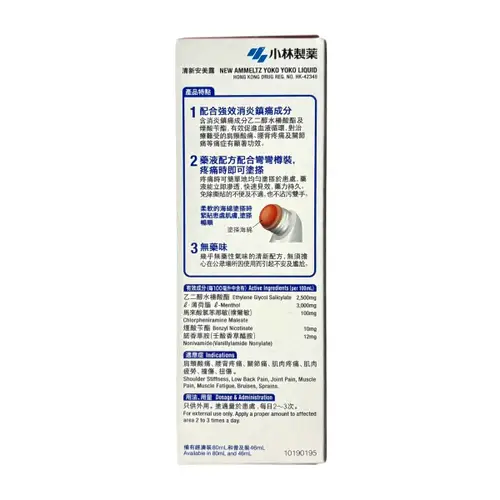 小林製薬
清新安美露 NEW AMMELTZ YOKO YOKO LIQUID
HONG KONG DRUG REG. NO. HK-42340
產品特點
1 配合強效消炎鎮痛成分
含消炎鎮痛成分乙二醇水楊酸酯及
煙酸苄酯, 有效促進血液循環, 對治
療難受的肩頸酸痛、腰背疼痛及關節
痛等痛症有顯著功效。
2 藥液配方配合彎彎樽裝,
疼痛時即可塗搽
疼痛時可簡單地均勻塗搽於患處, 藥
液能立即滲透, 快速見效, 藥力持久。
免除撕貼的不便及不適, 也不沾污雙手。
柔軟的海綿塗搽時
緊貼患處肌膚, 塗搽
暢順
塗搽海綿
3 無藥味
幾乎無藥性氣味的清新配方, 無須擔
心在公眾場所因使用而引起不安及尷尬。
有效成分 (每100毫升中含有) Active Ingredients (per 100mL)
乙二醇水楊酸酯 Ethylene Glycol Salicylate 2,500mg
ℓ-薄荷腦 ℓ-Menthol 3,000mg
馬來酸氯苯那敏(撲爾敏) 100mg
Chlorpheniramine Maleate
煙酸苄酯 Benzyl Nicotinate 10mg
諾香草胺(壬酸香草醯胺) 12mg
Nonivamide(Vanillylamide Nonylate)
適應症 Indications
肩頸酸痛、腰背疼痛、關節痛、肌肉疼痛、肌肉
疲勞、撞傷、扭傷。
Shoulder Stiffness, Low Back Pain, Joint Pain, Muscle
Pain, Muscle Fatigue, Bruises, Sprains.
用法、用量 Dosage & Administration
只供外用。塗適量於患處, 每日2~3次。
For external use only. Apply a proper amount to affected
area 2 to 3 times a day.
備有經濟裝80mL和普及裝46mL
Available in 80mL and 46mL
10190195